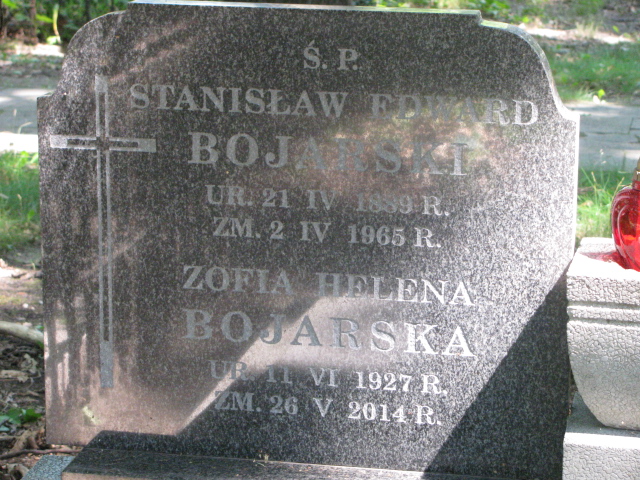 Ś. P.
STANISŁAW EDWARD
BOJARSKI
UR. 21 IV 1889 R.
ZM. 2 IV 1965 R.
ZOFIA HELENA
BOJARSKA
UR. 11 VI 1927 R.
ZM. 26 V 2014 R.